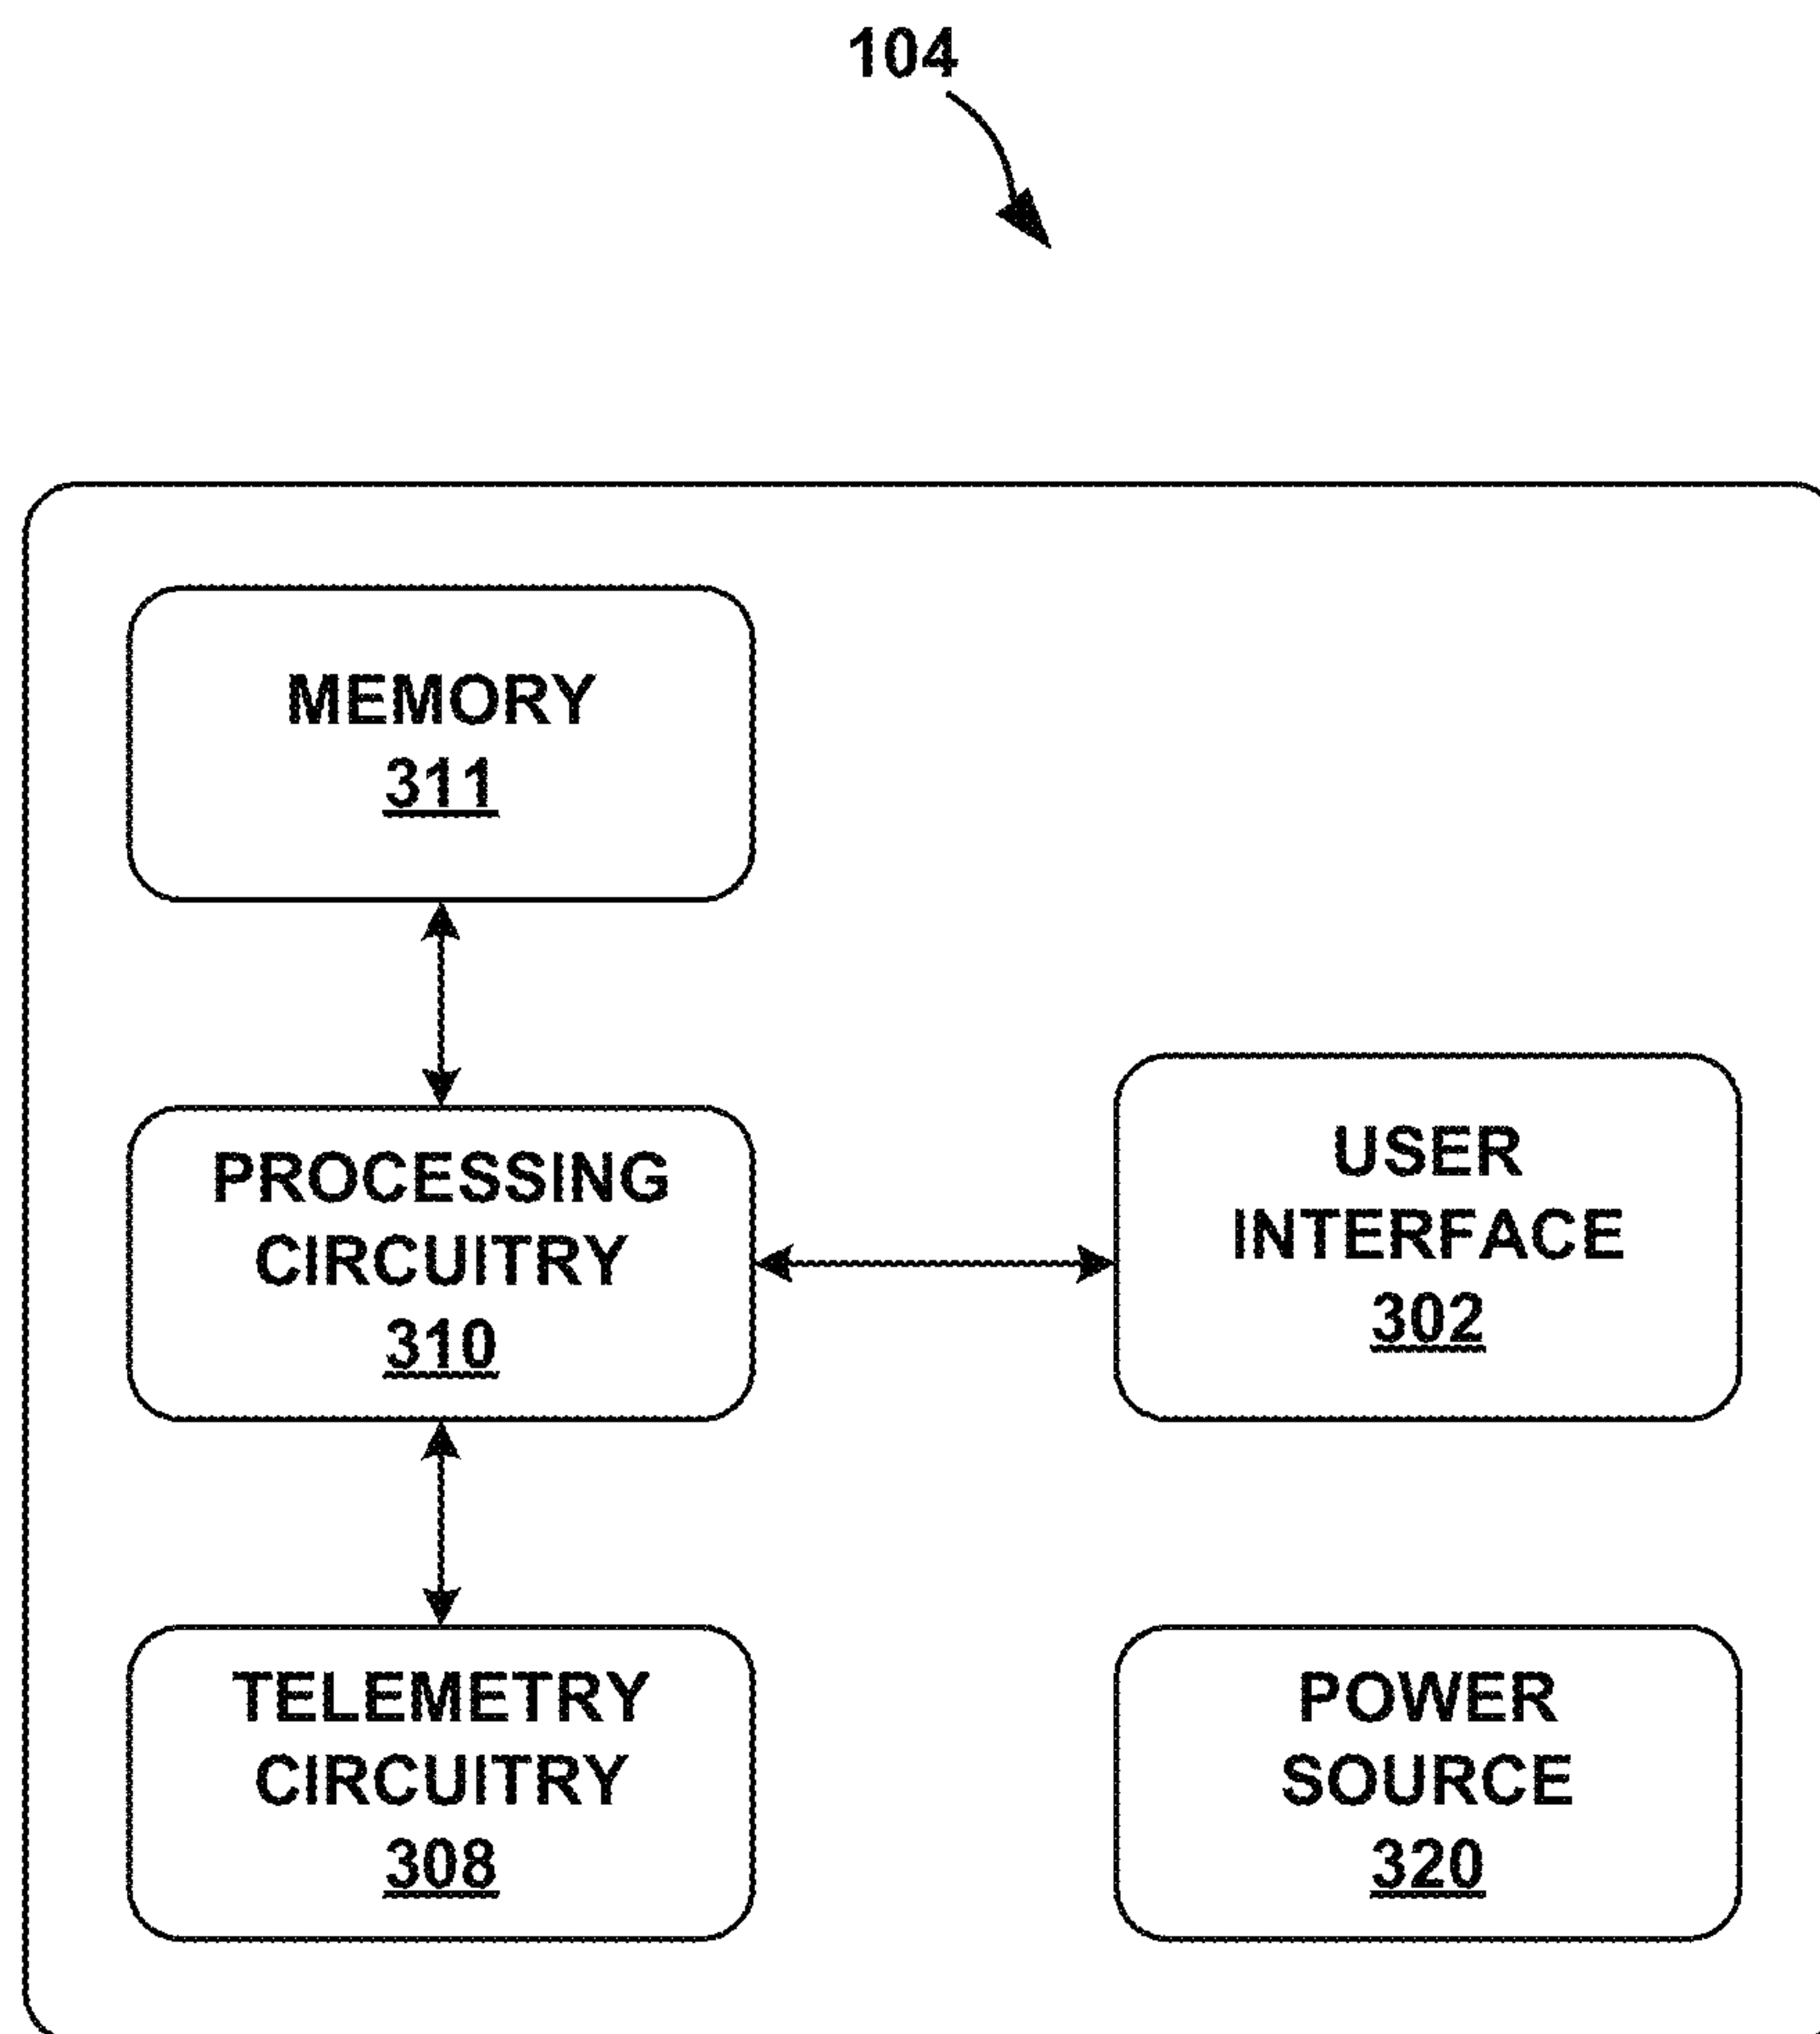 104
MEMORY
311
PROCESSING
CIRCUITRY
310
USER
INTERFACE
302
TELEMETRY
CIRCUITRY
308
POWER
SOURCE
320